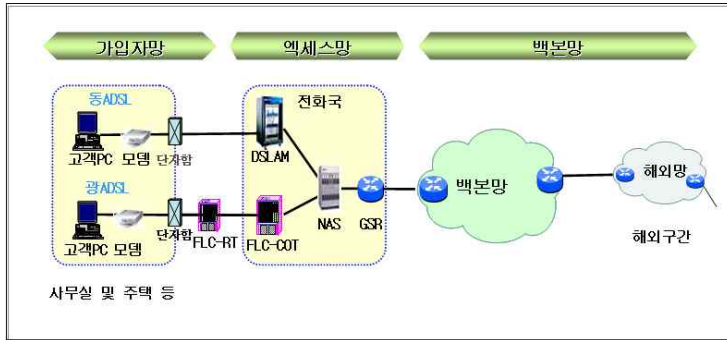 가입자망
엑세스망
백본망
동ADSL
고객PC 모뎀 단자함
광ADSL
고객PC 모뎀
단자함
FLC-RT
전화국
DSLAM
FLC-COT
NAS
GSR
백본망
해외망
해외구간
사무실 및 주택 등